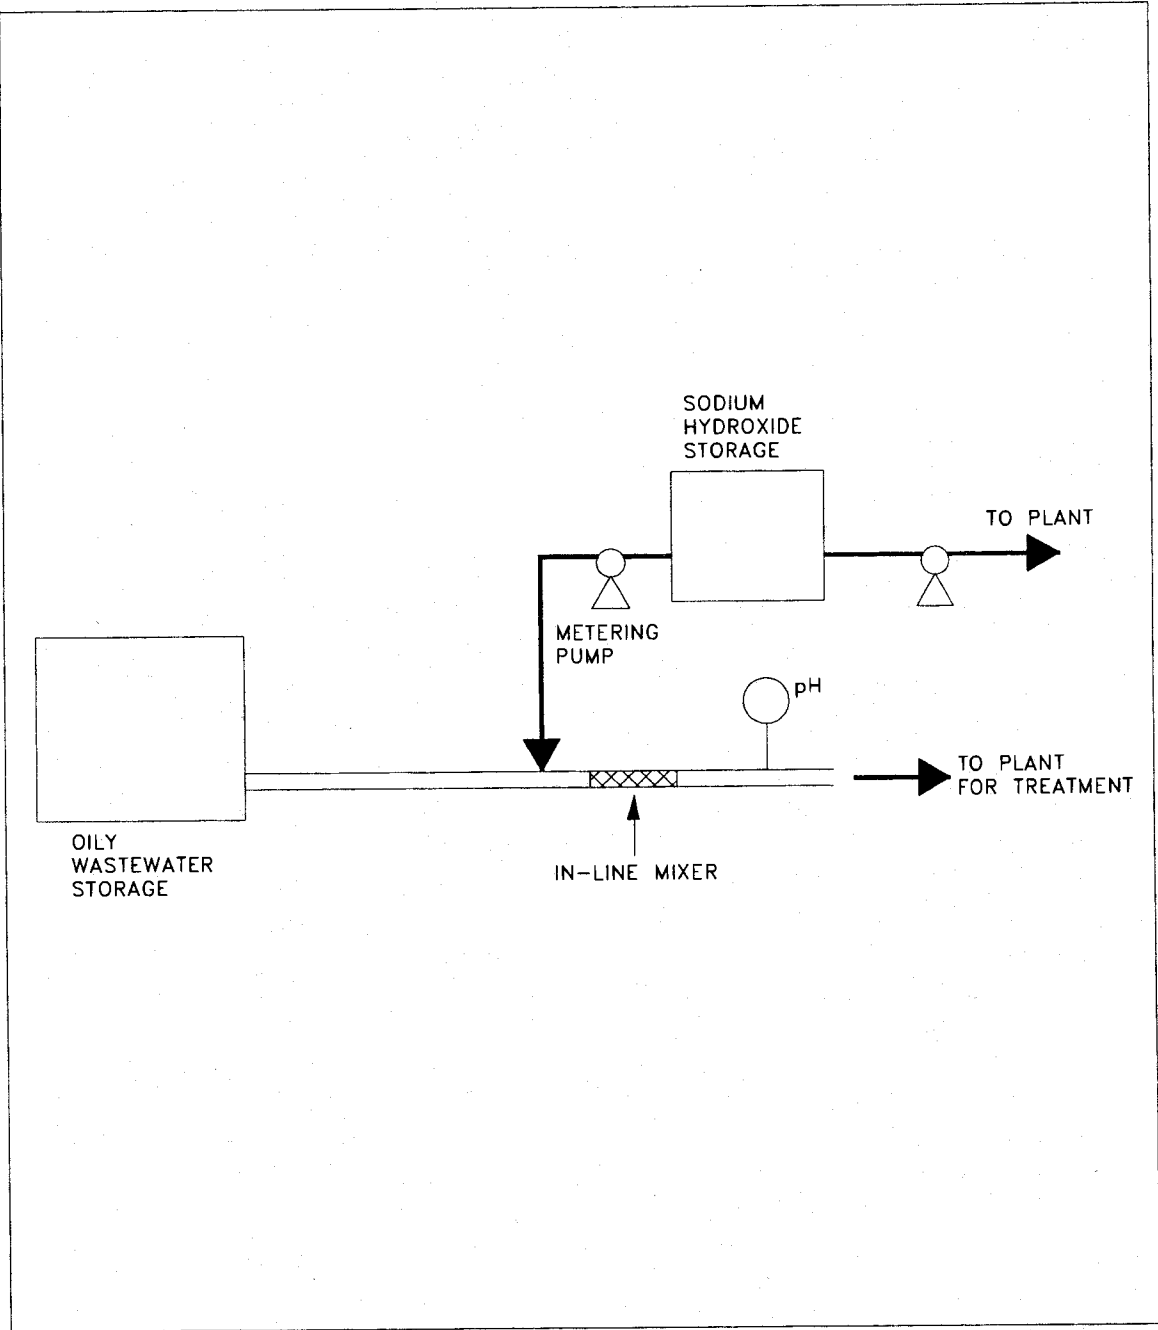 SODIUM
HYDROXIDE
STORAGE
TO PLANT
METERING
PUMP
pH
TO PLANT
FOR TREATMENT
OILY
WASTEWATER
STORAGE
IN-LINE MIXER